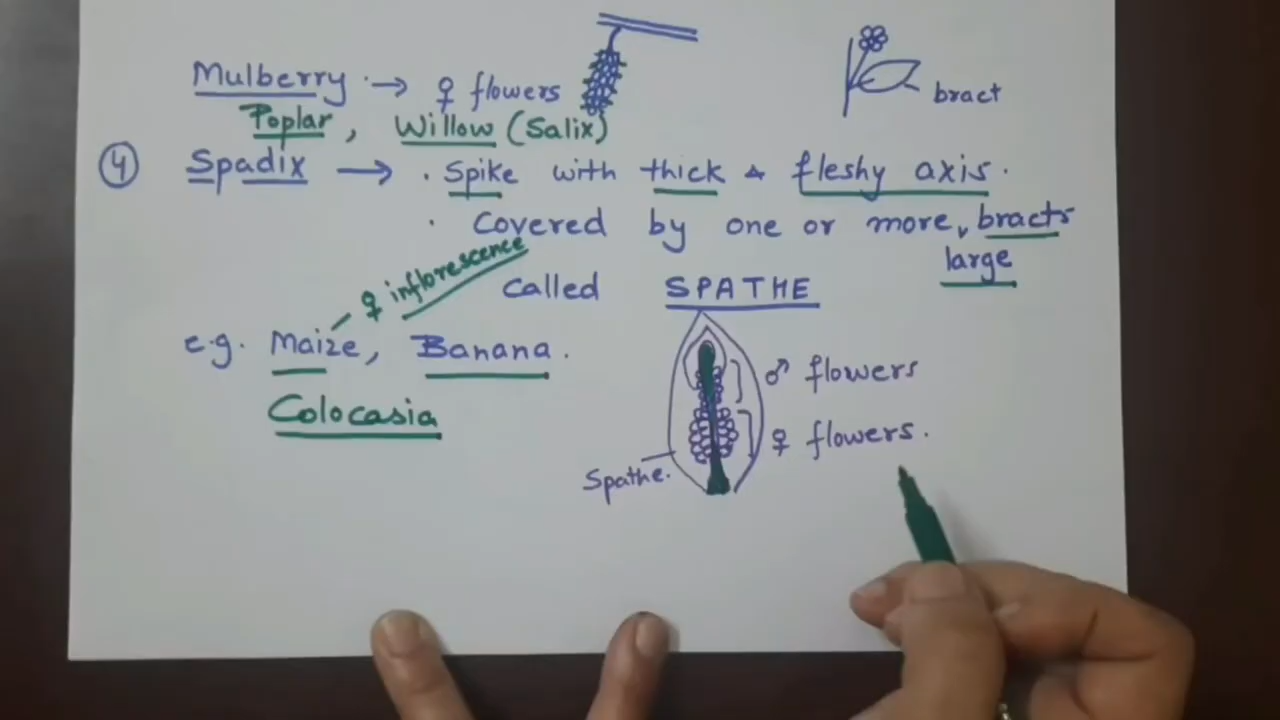 Mulberry → ♀ flowers
bract
Poplar, Willow (Salix)
④ Spadix → . Spike with thick & fleshy axis.
. Covered by one or more, bracts
large
♀ inflorescence
called SPATHE
e.g. Maize, Banana.
♂ flowers
Colocasia
♀ flowers.
Spathe.